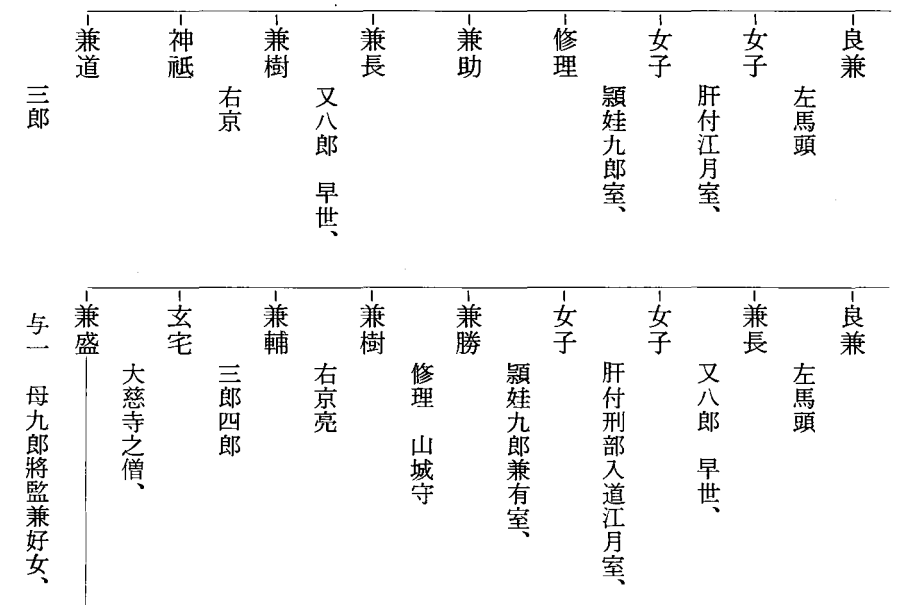 良兼
左馬頭
女子
肝付江月室、
女子
頴娃九郎室、
修理
兼助
兼長
又八郎　早世、
兼樹
右京
神祗
兼道
三郎
良兼
左馬頭
兼長
又八郎　早世、
女子
肝付刑部入道江月室、
女子
頴娃九郎兼有室、
兼勝
修理　山城守
兼樹
右京亮
兼輔
三郎四郎
玄宅
大慈寺之僧、
兼盛
与一　母九郎將監兼好女、